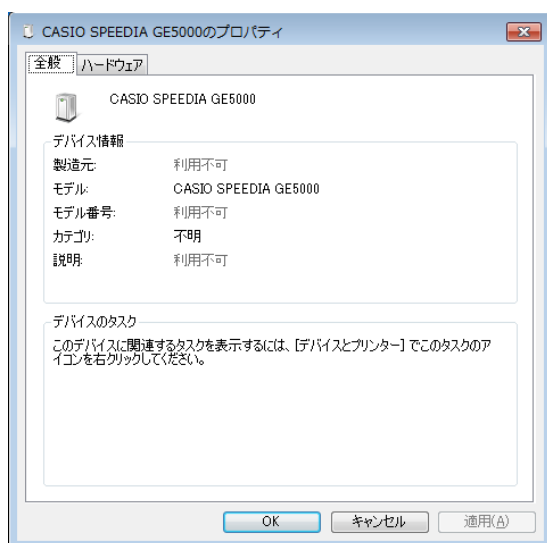 CASIO SPEEDIA GE5000のプロパティ
全般 ハードウェア
CASIO SPEEDIA GE5000
デバイス情報
製造元: 利用不可
モデル: CASIO SPEEDIA GE5000
モデル番号: 利用不可
カテゴリ: 不明
説明: 利用不可
デバイスのタスク
このデバイスに関連するタスクを表示するには、[デバイスとプリンター] でこのタスクのア
イコンを右クリックしてください。
OK キャンセル 適用(A)